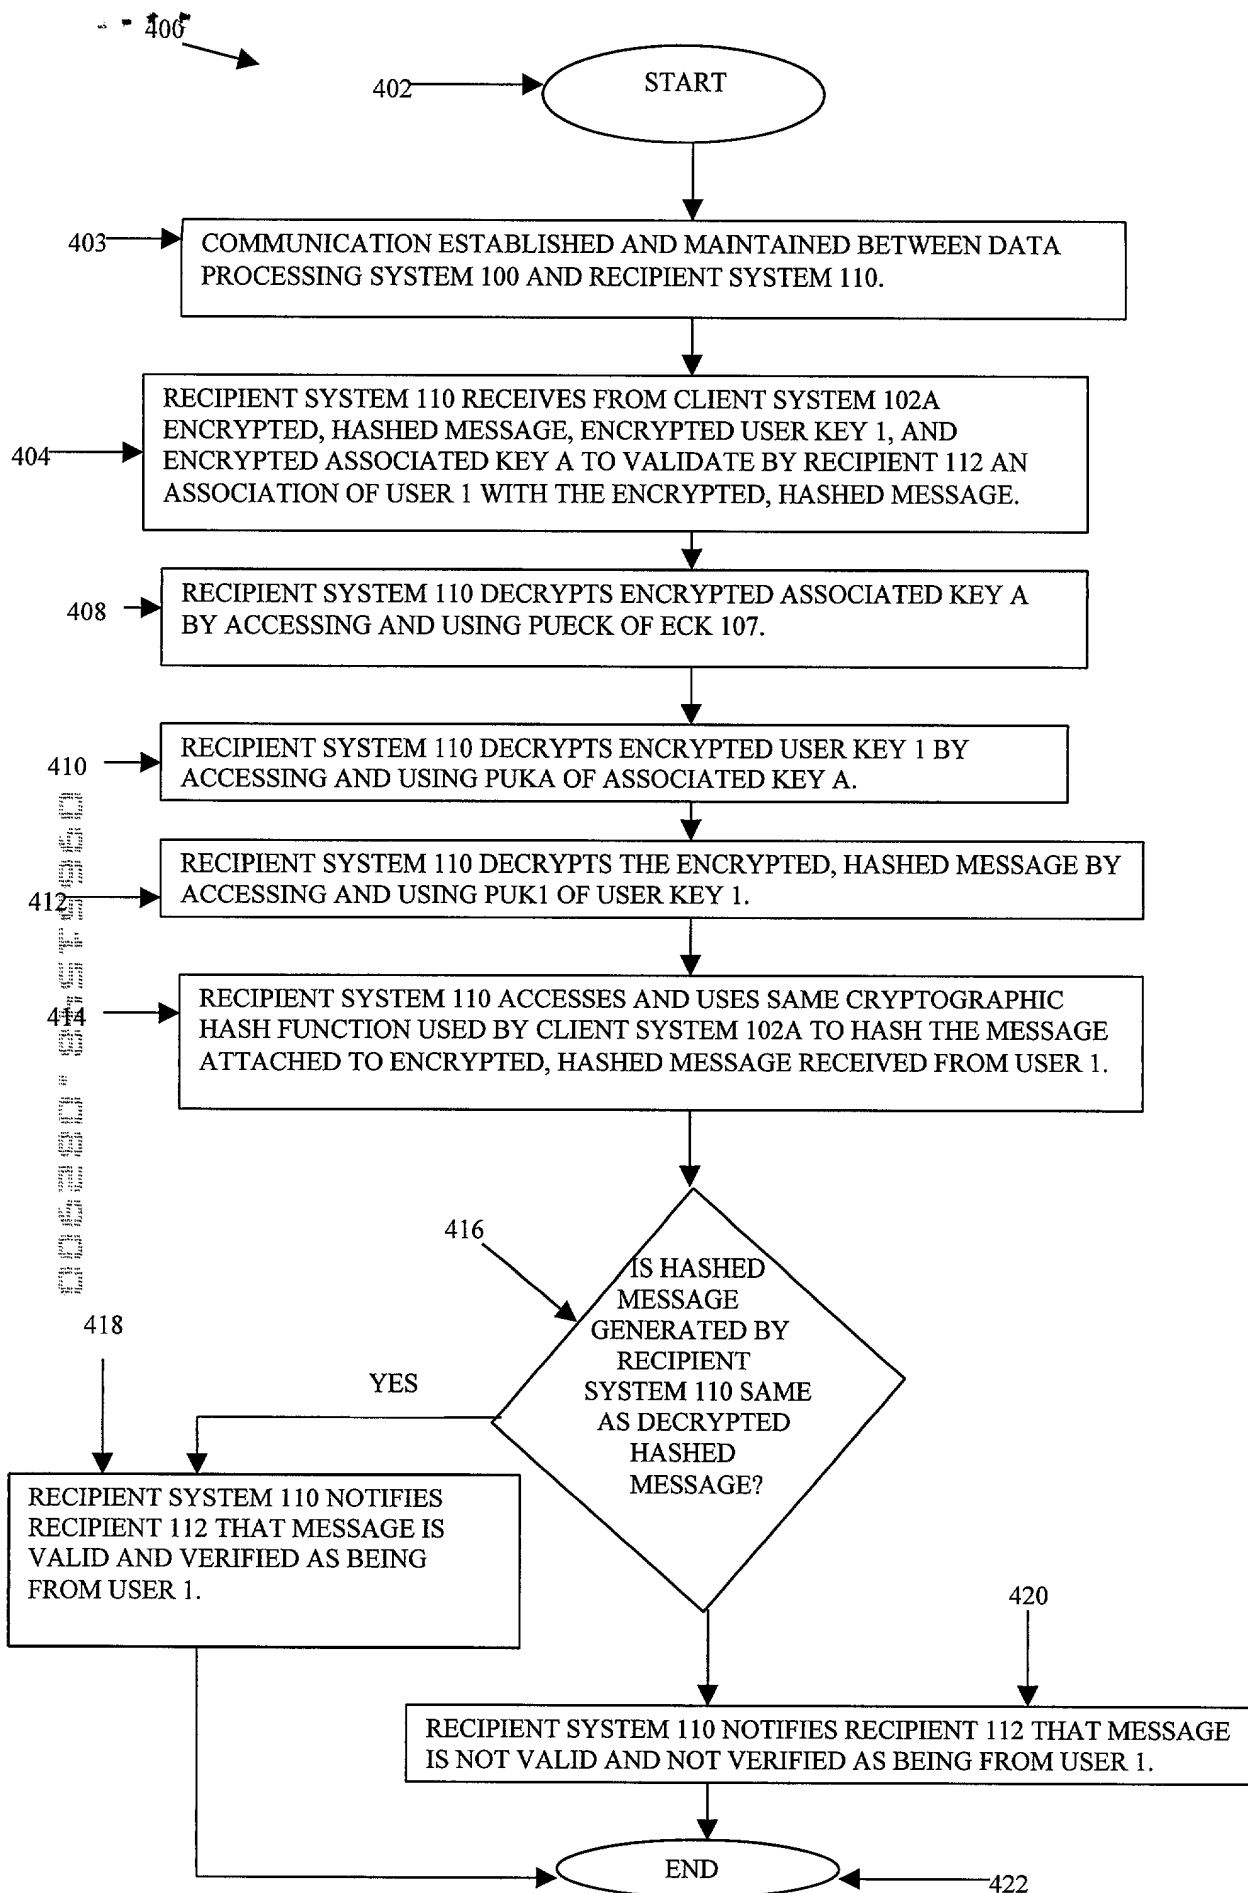 400
402
START
403
COMMUNICATION ESTABLISHED AND MAINTAINED BETWEEN DATA
PROCESSING SYSTEM 100 AND RECIPIENT SYSTEM 110.
404
RECIPIENT SYSTEM 110 RECEIVES FROM CLIENT SYSTEM 102A
ENCRYPTED, HASHED MESSAGE, ENCRYPTED USER KEY 1, AND
ENCRYPTED ASSOCIATED KEY A TO VALIDATE BY RECIPIENT 112 AN
ASSOCIATION OF USER 1 WITH THE ENCRYPTED, HASHED MESSAGE.
408
RECIPIENT SYSTEM 110 DECRYPTS ENCRYPTED ASSOCIATED KEY A
BY ACCESSING AND USING PUECK OF ECK 107.
410
RECIPIENT SYSTEM 110 DECRYPTS ENCRYPTED USER KEY 1 BY
ACCESSING AND USING PUKA OF ASSOCIATED KEY A.
412
RECIPIENT SYSTEM 110 DECRYPTS THE ENCRYPTED, HASHED MESSAGE BY
ACCESSING AND USING PUK1 OF USER KEY 1.
414
RECIPIENT SYSTEM 110 ACCESSES AND USES SAME CRYPTOGRAPHIC
HASH FUNCTION USED BY CLIENT SYSTEM 102A TO HASH THE MESSAGE
ATTACHED TO ENCRYPTED, HASHED MESSAGE RECEIVED FROM USER 1.
416
IS HASHED
MESSAGE
GENERATED BY
RECIPIENT
SYSTEM 110 SAME
AS DECRYPTED
HASHED
MESSAGE?
YES
418
RECIPIENT SYSTEM 110 NOTIFIES
RECIPIENT 112 THAT MESSAGE IS
VALID AND VERIFIED AS BEING
FROM USER 1.
420
RECIPIENT SYSTEM 110 NOTIFIES RECIPIENT 112 THAT MESSAGE
IS NOT VALID AND NOT VERIFIED AS BEING FROM USER 1.
END
422